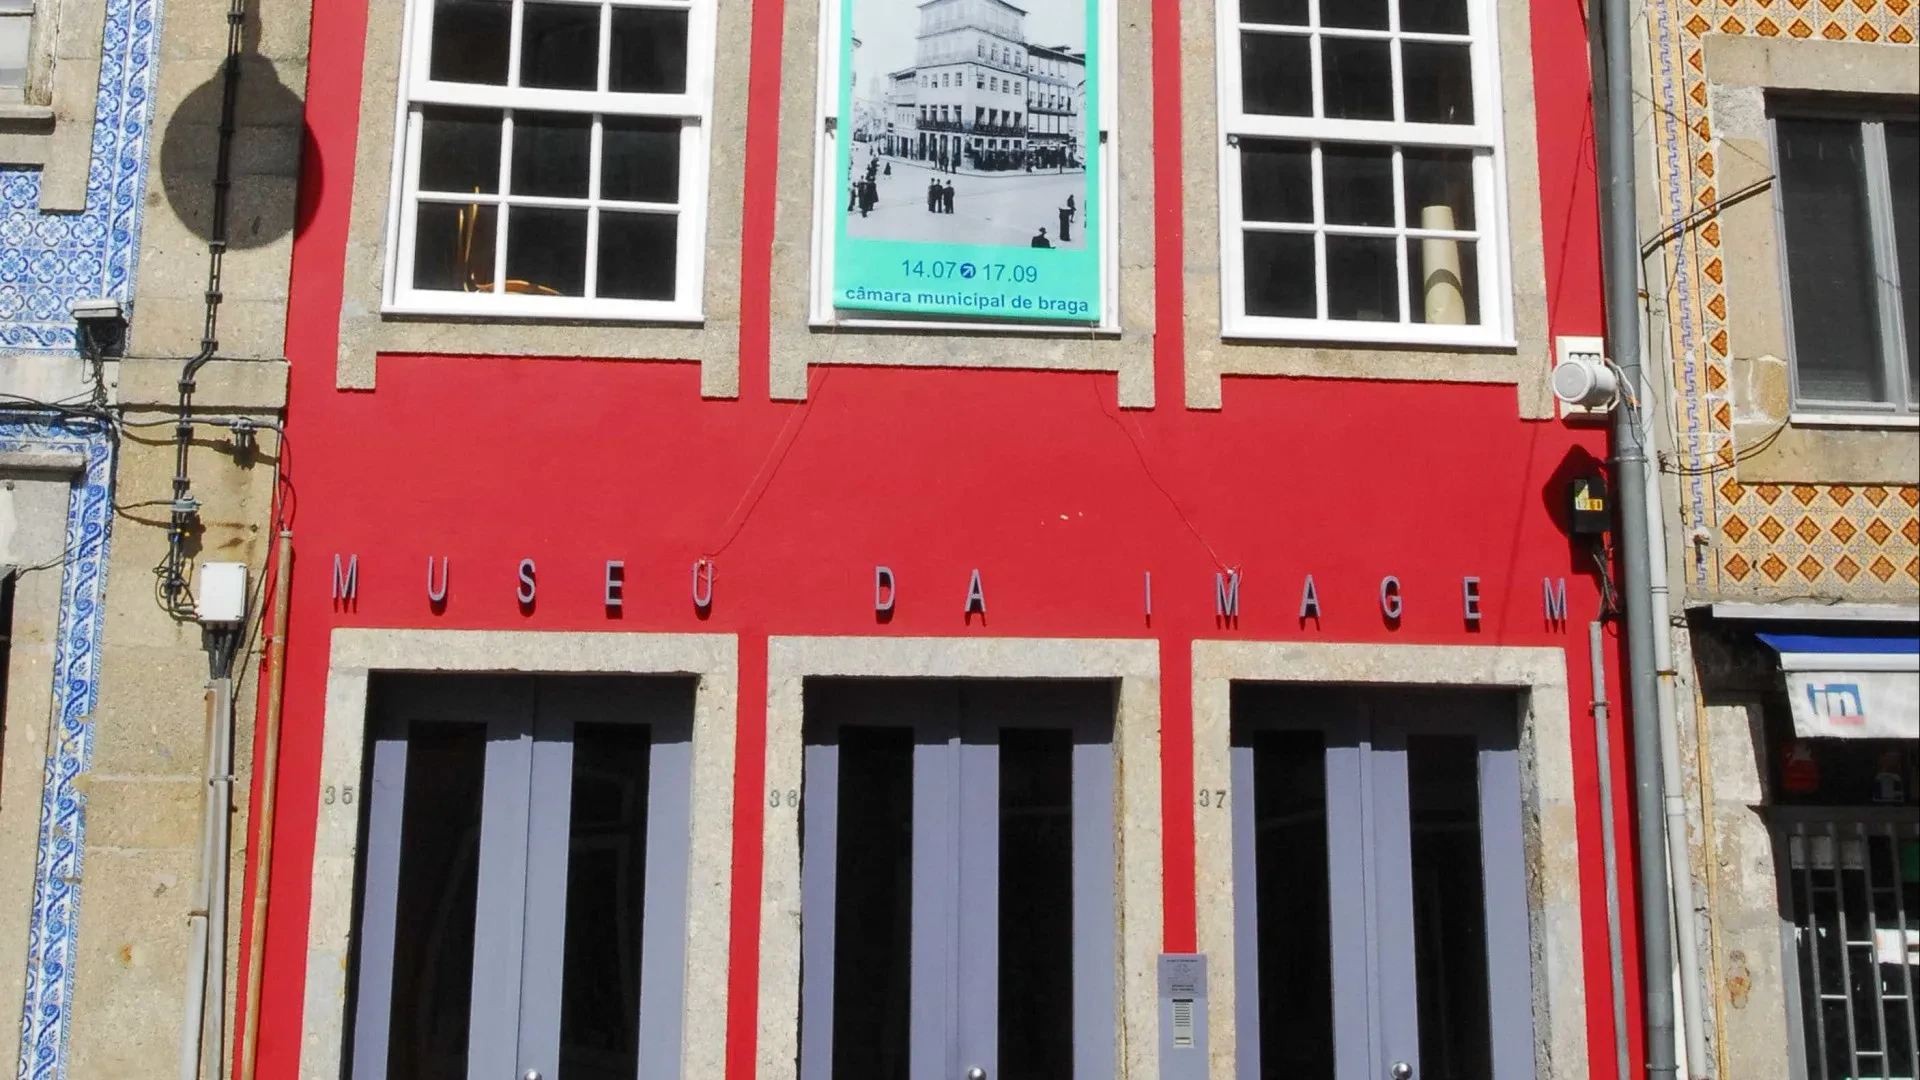 14.07 17.09
câmara municipal de braga
MUSEU DA IMAGEM
35
36
37